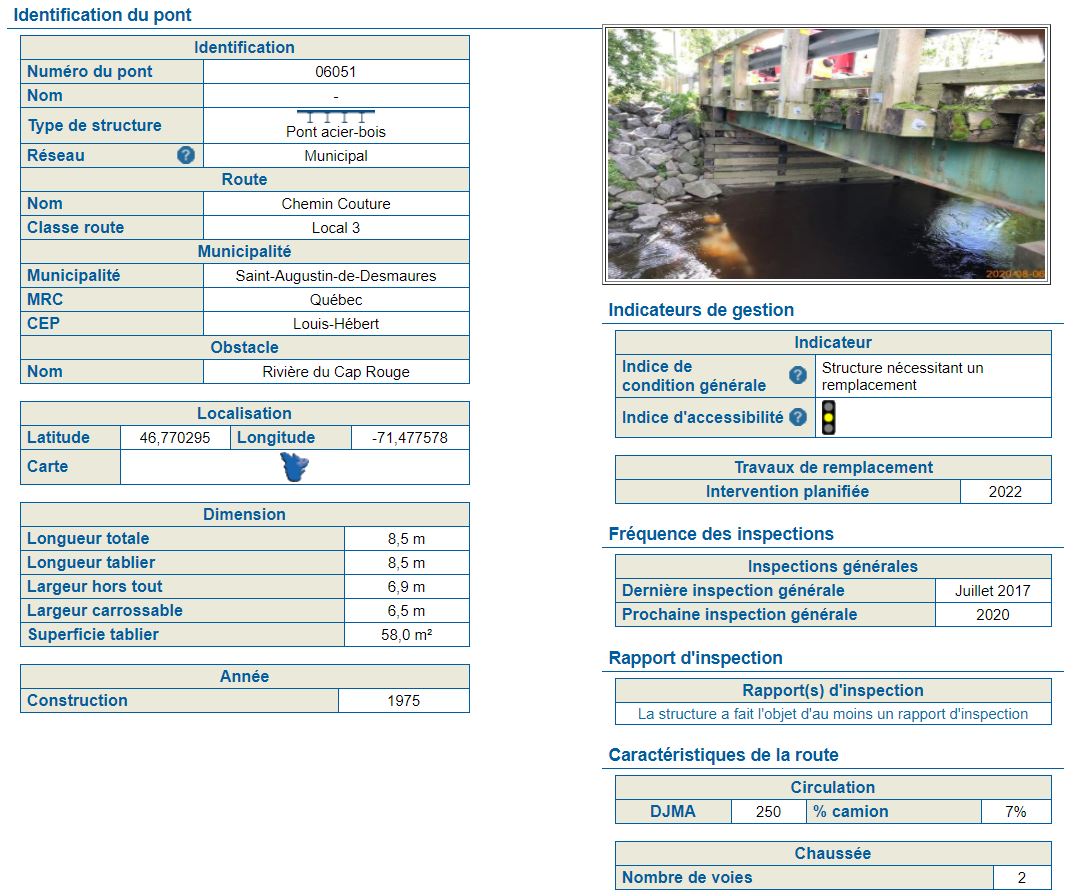 Identification du pont
Identification
Numéro du pont 06051
Nom -
Type de structure Pont acier-bois
Réseau ? Municipal
Route
Nom Chemin Couture
Classe route Local 3
Municipalité
Municipalité Saint-Augustin-de-Desmaures
MRC Québec
CEP Louis-Hébert
Obstacle
Nom Rivière du Cap Rouge
Localisation
Latitude 46,770295 Longitude -71,477578
Carte
Dimension
Longueur totale 8,5 m
Longueur tablier 8,5 m
Largeur hors tout 6,9 m
Largeur carrossable 6,5 m
Superficie tablier 58,0 m²
Année
Construction 1975
2020-08-06
Indicateurs de gestion
Indicateur
Indice de
condition générale ? Structure nécessitant un
remplacement
Indice d'accessibilité ?
Travaux de remplacement
Intervention planifiée 2022
Fréquence des inspections
Inspections générales
Dernière inspection générale Juillet 2017
Prochaine inspection générale 2020
Rapport d'inspection
Rapport(s) d'inspection
La structure a fait l'objet d'au moins un rapport d'inspection
Caractéristiques de la route
Circulation
DJMA 250 % camion 7%
Chaussée
Nombre de voies 2